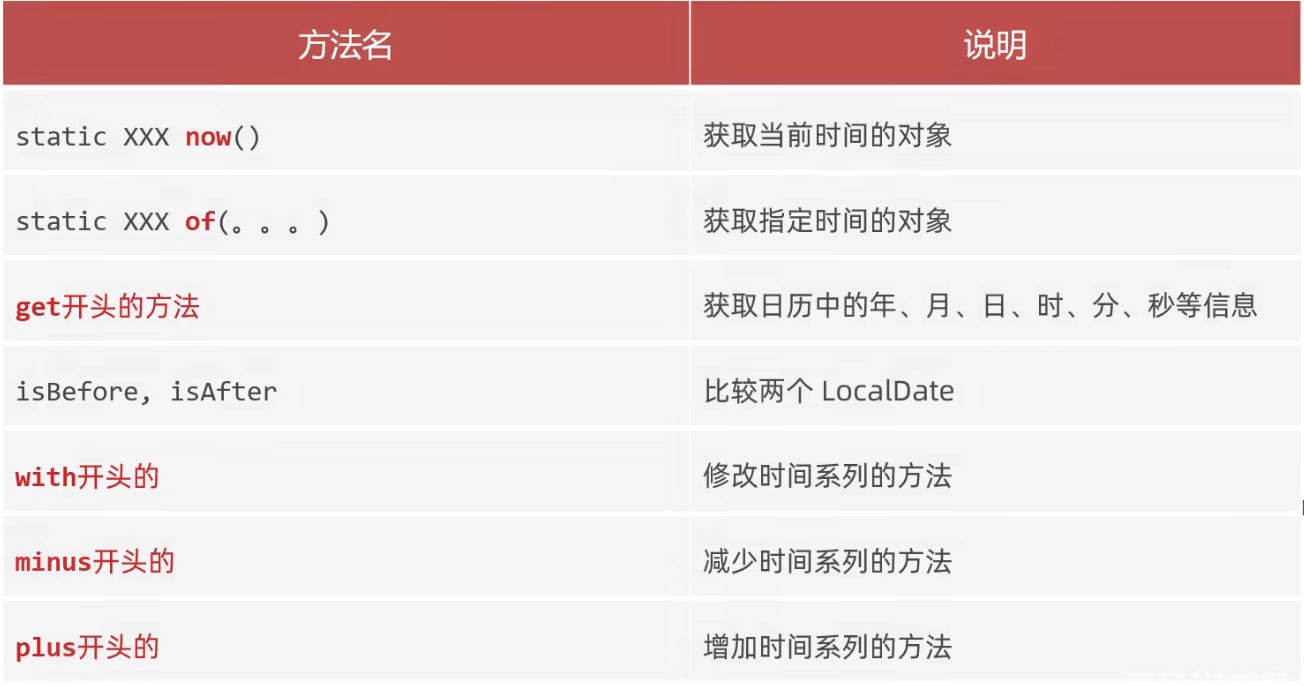 方法名 说明
static XXX now() 获取当前时间的对象
static XXX of(。。。) 获取指定时间的对象
get开头的方法 获取日历中的年、月、日、时、分、秒等信息
isBefore, isAfter 比较两个 LocalDate
with开头的 修改时间系列的方法
minus开头的 减少时间系列的方法
plus开头的 增加时间系列的方法